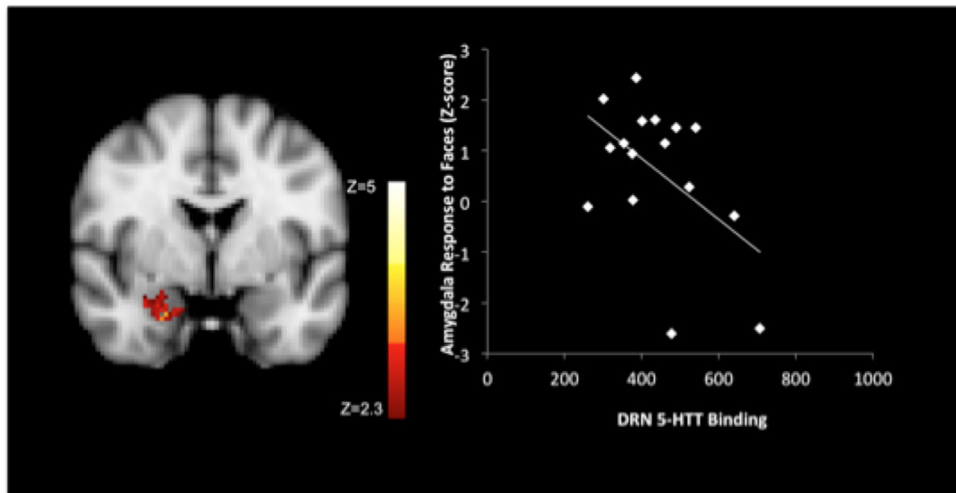 Z=5
Z=2.3
Amygdala Response to Faces (Z-score)
3
2
1
0
-1
-2
-3
0 200 400 600 800 1000
DRN 5-HTT Binding